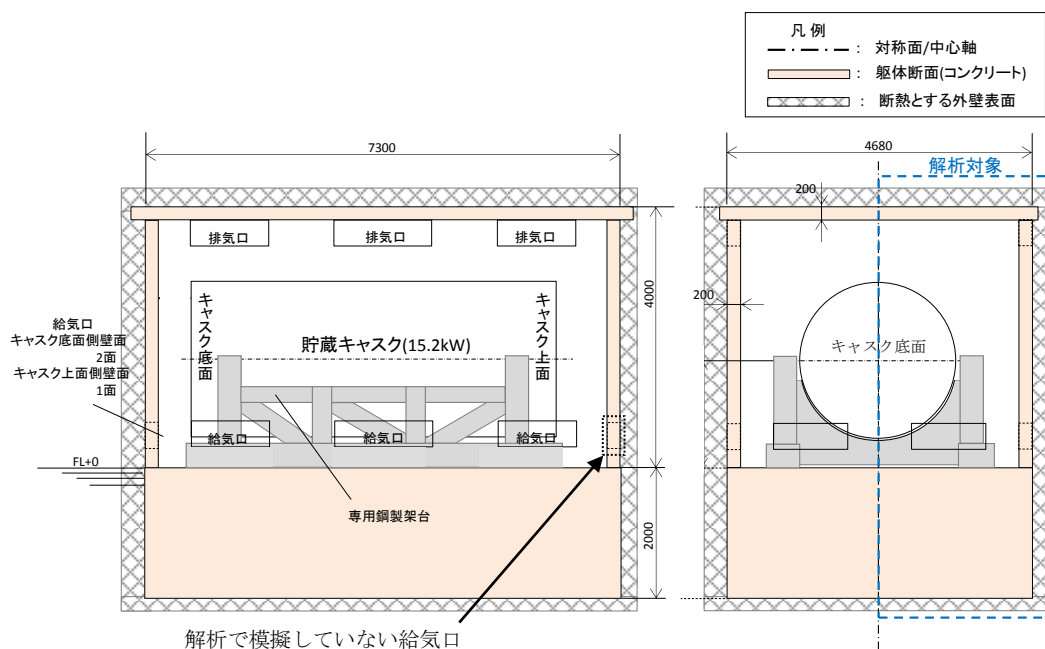 凡 例
： 対称面/中心軸
： 躯体断面(コンクリート)
： 断熱とする外壁表面
7300
4680
解析対象
200
排気口
排気口
排気口
4000
200
キャスク底面
キャスク上面
給気口
キャスク底面側壁面
2面
キャスク上面側壁面
1面
貯蔵キャスク(15.2kW)
キャスク底面
給気口
給気口
給気口
FL+0
専用鋼製架台
2000
解析で模擬していない給気口